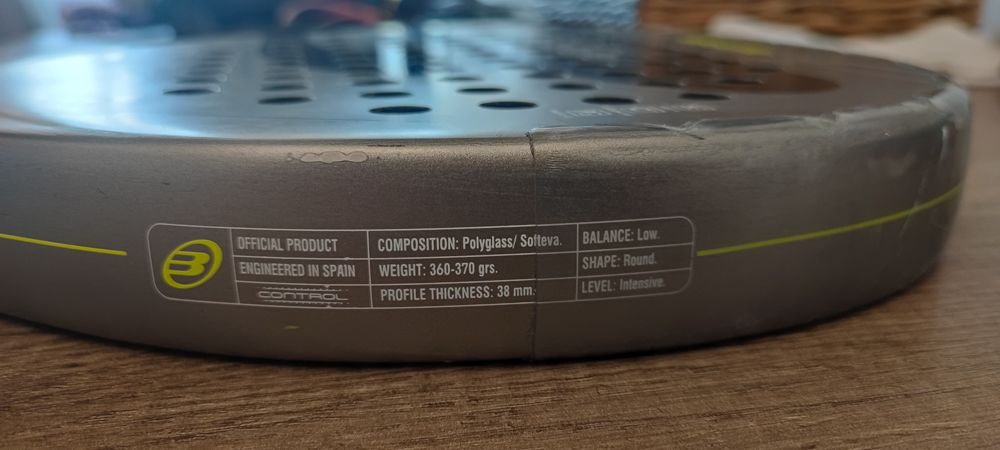 OFFICIAL PRODUCT
ENGINEERED IN SPAIN
CONTROL
COMPOSITION: Polyglass/ Softeva.
WEIGHT: 360-370 grs.
PROFILE THICKNESS: 38 mm.
BALANCE: Low.
SHAPE: Round.
LEVEL: Intensive.